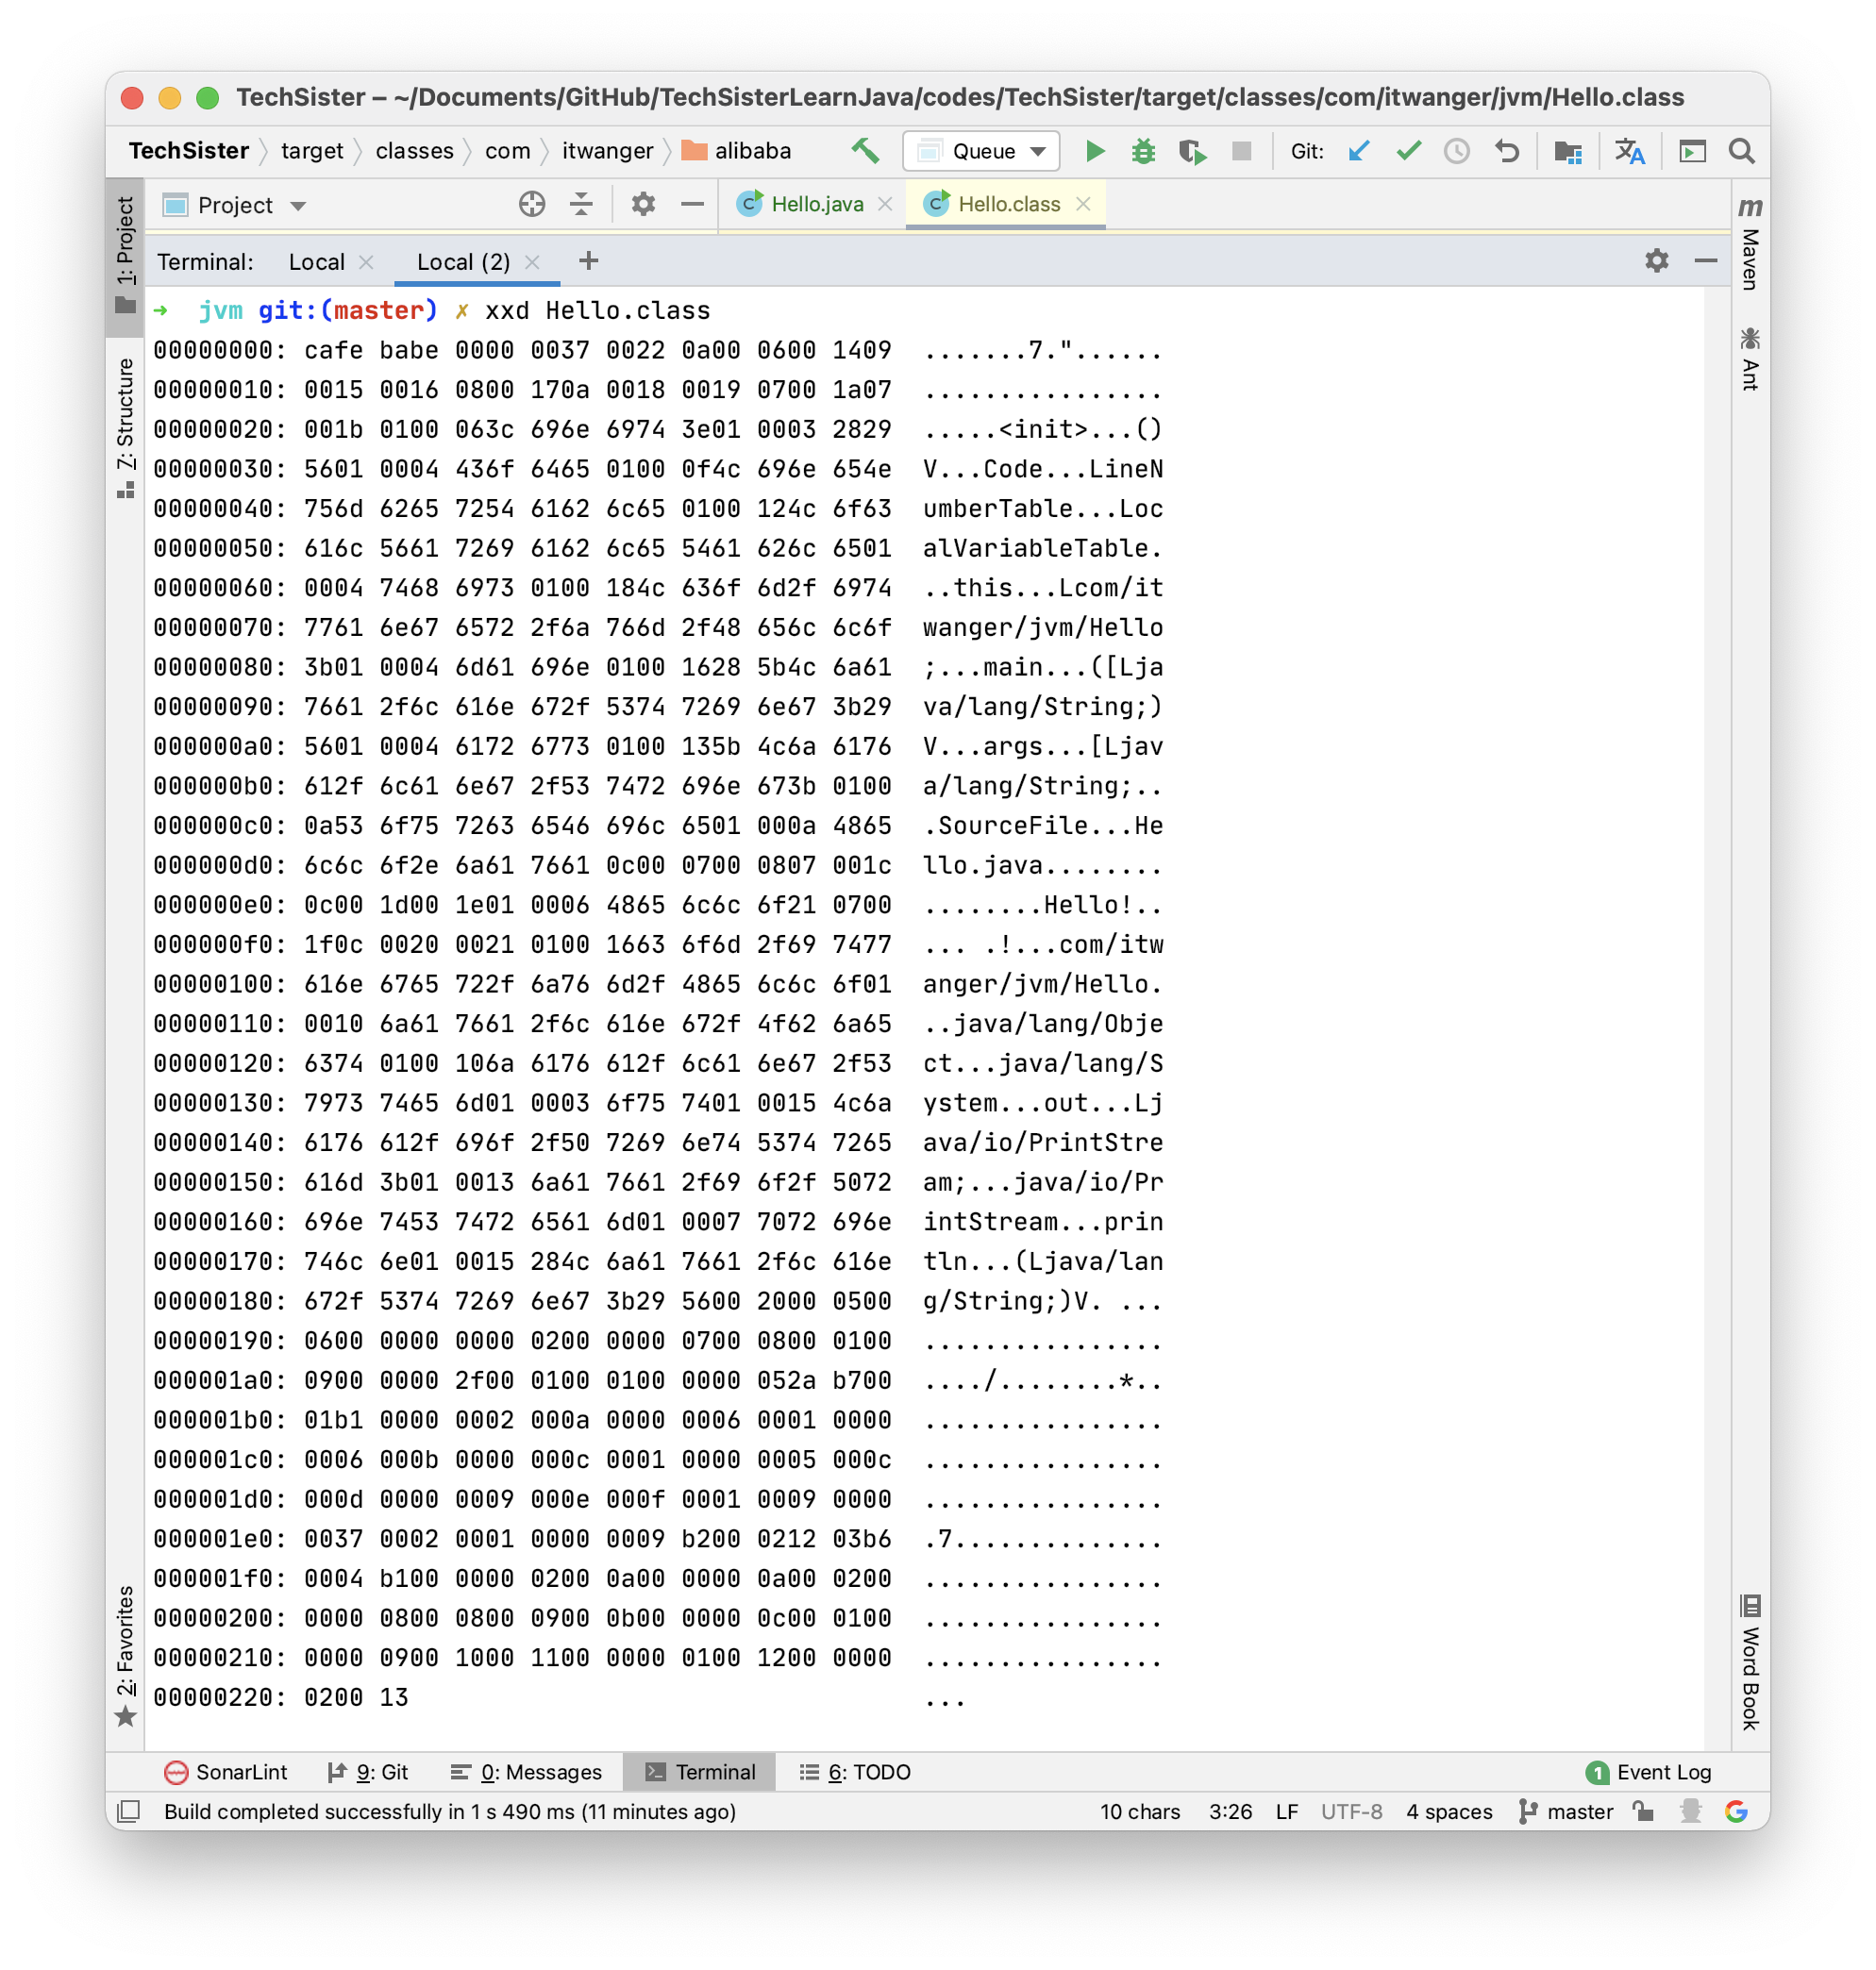 TechSister – ~/Documents/GitHub/TechSisterLearnJava/codes/TechSister/target/classes/com/itwanger/jvm/Hello.class
TechSister target classes com itwanger alibaba Queue Git:
Project Hello.java Hello.class
Terminal: Local Local (2) +
1: Project
7: Structure
2: Favorites
Maven
Ant
Word Book
➜ jvm git:(master) ✗ xxd Hello.class
00000000: cafe babe 0000 0037 0022 0a00 0600 1409 .......7."......
00000010: 0015 0016 0800 170a 0018 0019 0700 1a07 ................
00000020: 001b 0100 063c 696e 6974 3e01 0003 2829 .....<init>...()
00000030: 5601 0004 436f 6465 0100 0f4c 696e 654e V...Code...LineN
00000040: 756d 6265 7254 6162 6c65 0100 124c 6f63 umberTable...Loc
00000050: 616c 5661 7269 6162 6c65 5461 626c 6501 alVariableTable.
00000060: 0004 7468 6973 0100 184c 636f 6d2f 6974 ..this...Lcom/it
00000070: 7761 6e67 6572 2f6a 766d 2f48 656c 6c6f wanger/jvm/Hello
00000080: 3b01 0004 6d61 696e 0100 1628 5b4c 6a61 ;...main...([Lja
00000090: 7661 2f6c 616e 672f 5374 7269 6e67 3b29 va/lang/String;)
000000a0: 5601 0004 6172 6773 0100 135b 4c6a 6176 V...args...[Ljav
000000b0: 612f 6c61 6e67 2f53 7472 696e 673b 0100 a/lang/String;..
000000c0: 0a53 6f75 7263 6546 696c 6501 000a 4865 .SourceFile...He
000000d0: 6c6c 6f2e 6a61 7661 0c00 0700 0807 001c llo.java........
000000e0: 0c00 1d00 1e01 0006 4865 6c6c 6f21 0700 ........Hello!..
000000f0: 1f0c 0020 0021 0100 1663 6f6d 2f69 7477 ... .!...com/itw
00000100: 616e 6765 722f 6a76 6d2f 4865 6c6c 6f01 anger/jvm/Hello.
00000110: 0010 6a61 7661 2f6c 616e 672f 4f62 6a65 ..java/lang/Obje
00000120: 6374 0100 106a 6176 612f 6c61 6e67 2f53 ct...java/lang/S
00000130: 7973 7465 6d01 0003 6f75 7401 0015 4c6a ystem...out...Lj
00000140: 6176 612f 696f 2f50 7269 6e74 5374 7265 ava/io/PrintStre
00000150: 616d 3b01 0013 6a61 7661 2f69 6f2f 5072 am;...java/io/Pr
00000160: 696e 7453 7472 6561 6d01 0007 7072 696e intStream...prin
00000170: 746c 6e01 0015 284c 6a61 7661 2f6c 616e tln...(Ljava/lan
00000180: 672f 5374 7269 6e67 3b29 5600 2000 0500 g/String;)V. ...
00000190: 0600 0000 0000 0200 0000 0700 0800 0100 ................
000001a0: 0900 0000 2f00 0100 0100 0000 052a b700 ..../........*..
000001b0: 01b1 0000 0002 000a 0000 0006 0001 0000 ................
000001c0: 0006 000b 0000 000c 0001 0000 0005 000c ................
000001d0: 000d 0000 0009 000e 000f 0001 0009 0000 ................
000001e0: 0037 0002 0001 0000 0009 b200 0212 03b6 .7..............
000001f0: 0004 b100 0000 0200 0a00 0000 0a00 0200 ................
00000200: 0000 0800 0800 0900 0b00 0000 0c00 0100 ................
00000210: 0000 0900 1000 1100 0000 0100 1200 0000 ................
00000220: 0200 13 ...
SonarLint 9: Git 0: Messages Terminal 6: TODO 1 Event Log
Build completed successfully in 1 s 490 ms (11 minutes ago) 10 chars 3:26 LF UTF-8 4 spaces master